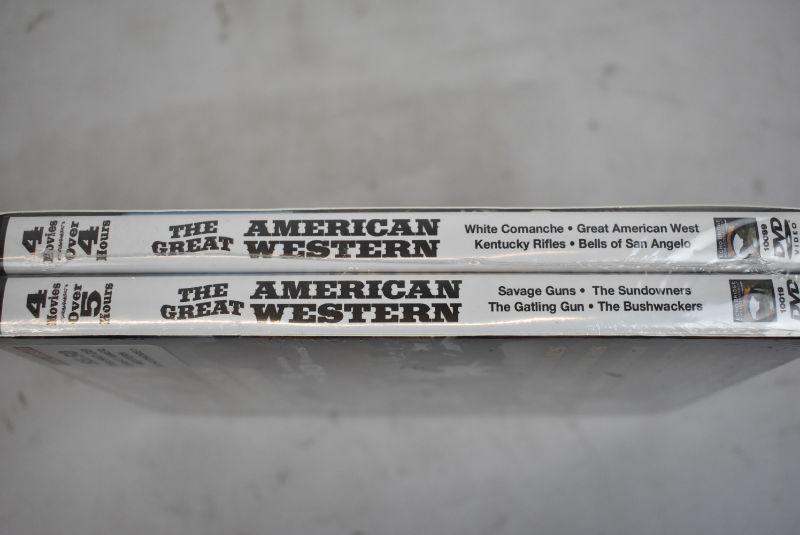 4
Movies
Over
4
Hours
THE
GREAT
AMERICAN
WESTERN
White Comanche • Great American West
Kentucky Rifles • Bells of San Angelo
10099
DVD
VIDEO
4
Movies
Over
5
Hours
THE
GREAT
AMERICAN
WESTERN
Savage Guns • The Sundowners
The Gatling Gun • The Bushwackers
10019
DVD